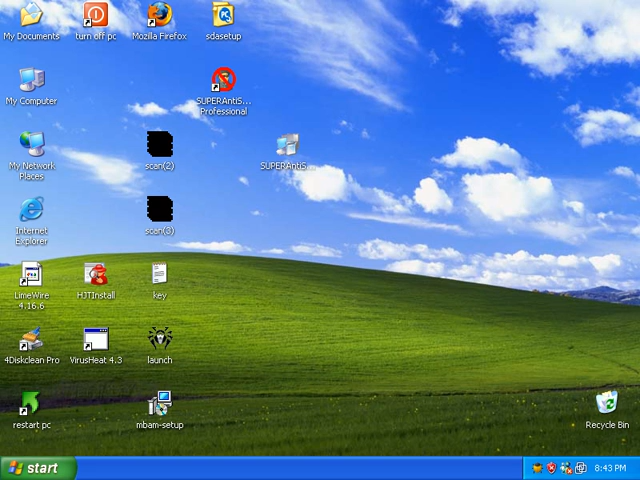 My Documents
turn off pc
Mozilla Firefox
sdasetup
My Computer
SUPERAntiS...
Professional
My Network
Places
scan(2)
SUPERAntiS...
Internet
Explorer
scan(3)
LimeWire
4.16.6
HJTInstall
key
4Diskclean Pro
VirusHeat 4.3
launch
restart pc
mbam-setup
Recycle Bin
start
8:43 PM